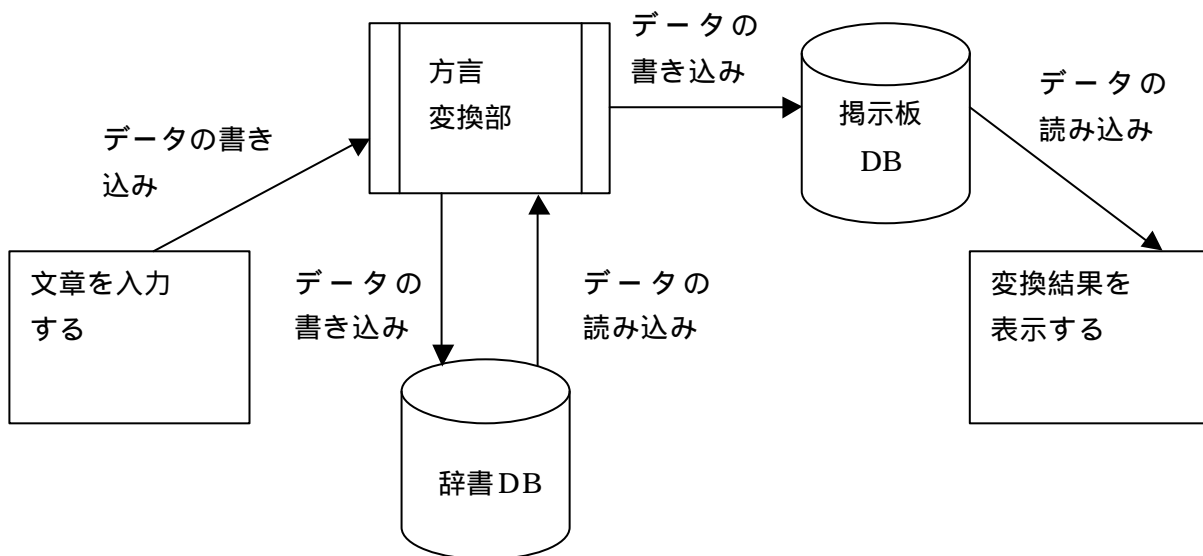 データの
書き込み
方言
変換部
掲示板
DB
データの
読み込み
データの書き
込み
文章を入力
する
データの
書き込み
データの
読み込み
変換結果を
表示する
辞書DB